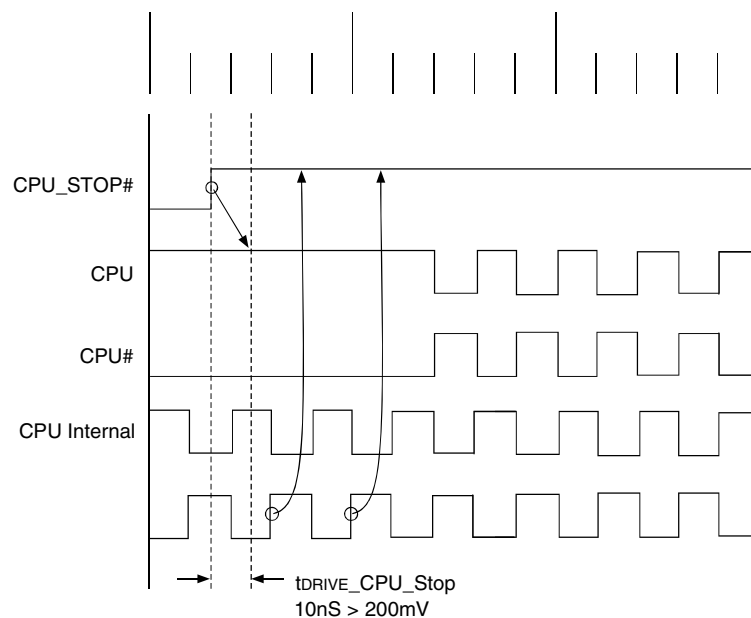 CPU_STOP#
CPU
CPU#
CPU Internal
tDRIVE_CPU_Stop
10nS > 200mV